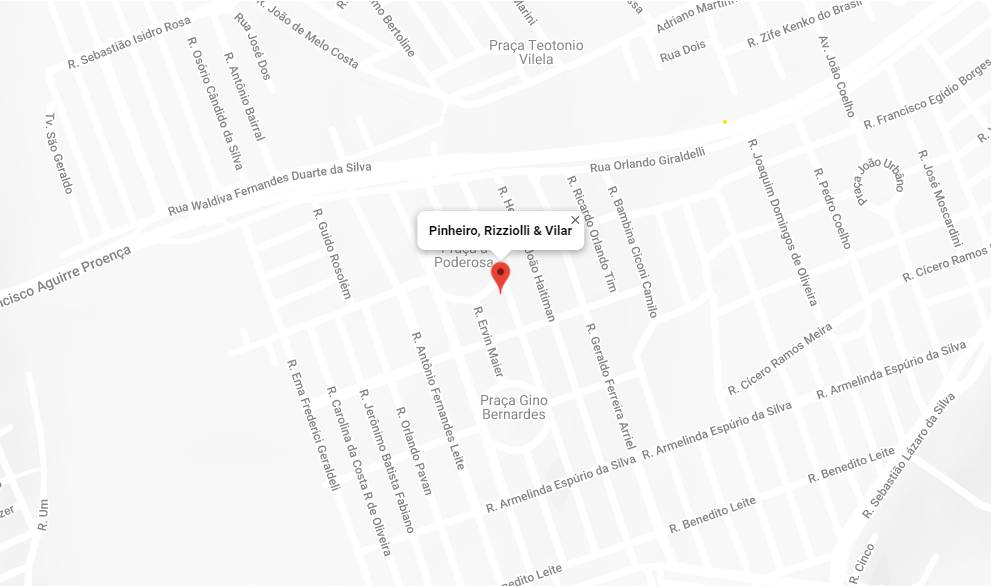 R. Sebastião Isidro Rosa
Rua José Dos
R. João de Melo Costa
Bertoline
Praça Teotonio
Vilela
Adriano Martim
Rua Dois
R. Zife Kenko do Brasil
Av. João Coelho
R. Francisco Egídio Borges
R. Osório Cândido da Silva
R. Antônio Bairral
Tv. São Geraldo
Rua Waldiva Fernandes Duarte da Silva
Rua Orlando Giraldelli
R. Joaquim Domingos de Oliveira
R. Pedro Coelho
Praça João Urbano
R. José Moscardini
ncisco Aguirre Proença
R. Guido Rosolém
Pinheiro, Rizziolli & Vilar
×
Praça a
Poderosa
R. He
João Haitiman
R. Ricardo Orlando Tim
R. Bambina Ciconi Camilo
R. Cícero Ramos
R. Ervin Maier
R. Antônio Fernandes Leite
R. Geraldo Ferreira Arriel
R. Cícero Ramos Meira
R. Armelinda Espúrio da Silva
R. Ema Frederici Geraldeli
R. Carolina da Costa R de Oliveira
R. Jerônimo Batista Fabiano
R. Orlando Pavan
Praça Gino
Bernardes
R. Armelinda Espúrio da Silva
R. Armelinda Espúrio da Silva
R. Benedito Leite
R. Sebastião Lázaro da Silva
R. Um
zer
R. Benedito Leite
nedito Leite
R. Cinco